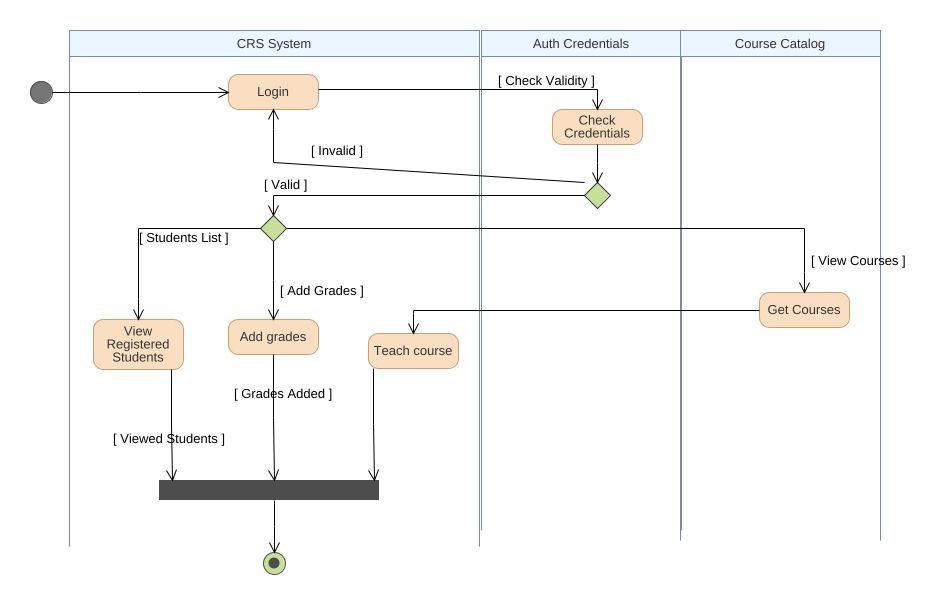 CRS System
Auth Credentials
Course Catalog
[ Check Validity ]
Login
Check
Credentials
[ Invalid ]
[ Valid ]
[ Students List ]
[ View Courses ]
[ Add Grades ]
Get Courses
View
Registered
Students
Add grades
Teach course
[ Grades Added ]
[ Viewed Students ]